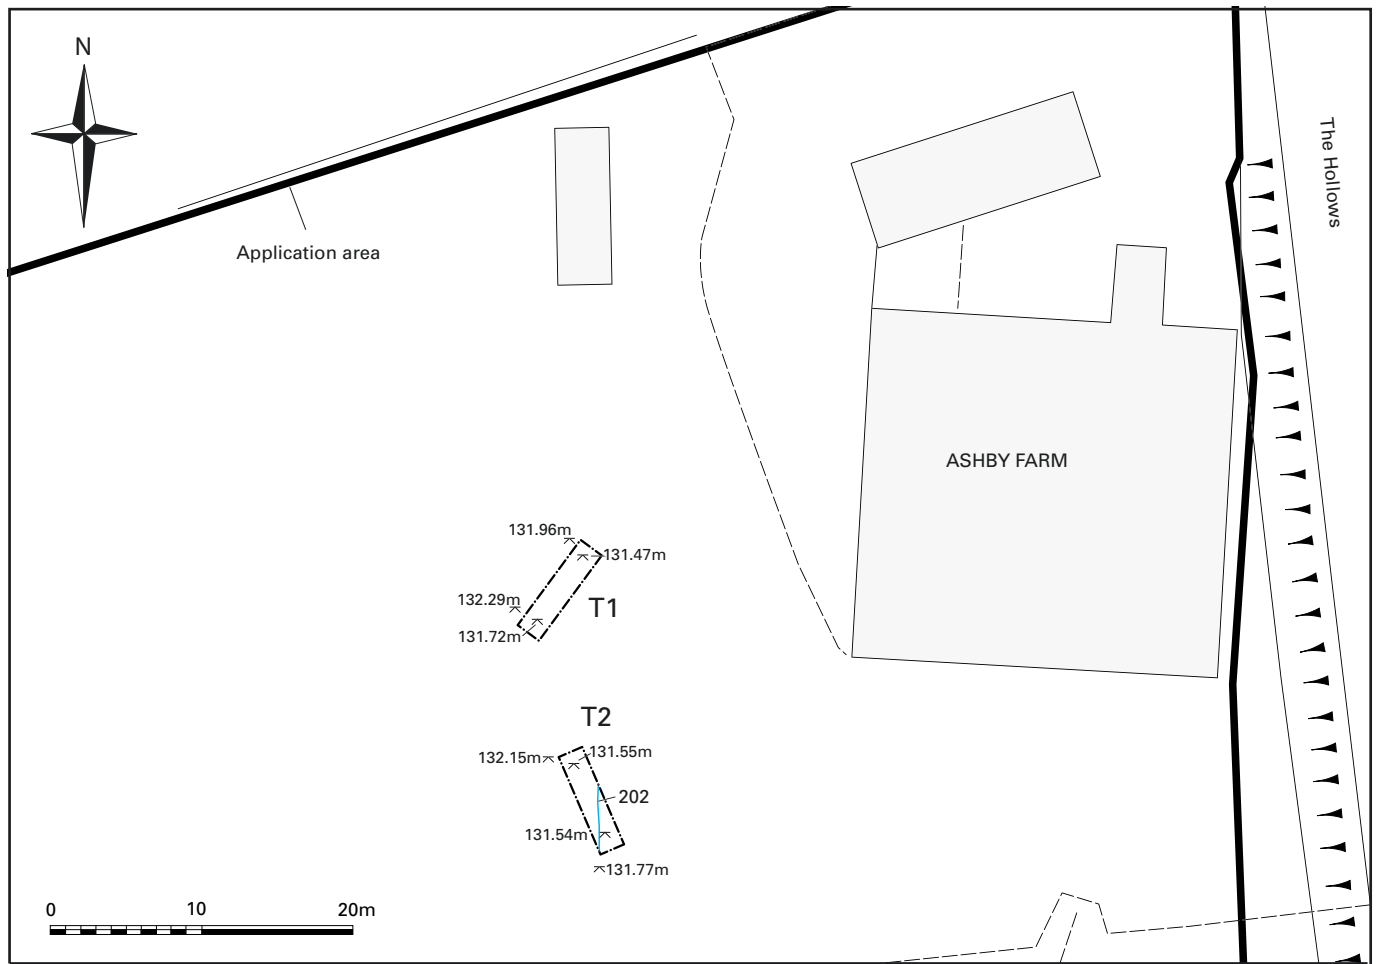 N
The Hollows
Application area
ASHBY FARM
131.96m
131.47m
132.29m
T1
131.72m
T2
132.15m
131.55m
202
131.54m
131.77m
0 10 20m